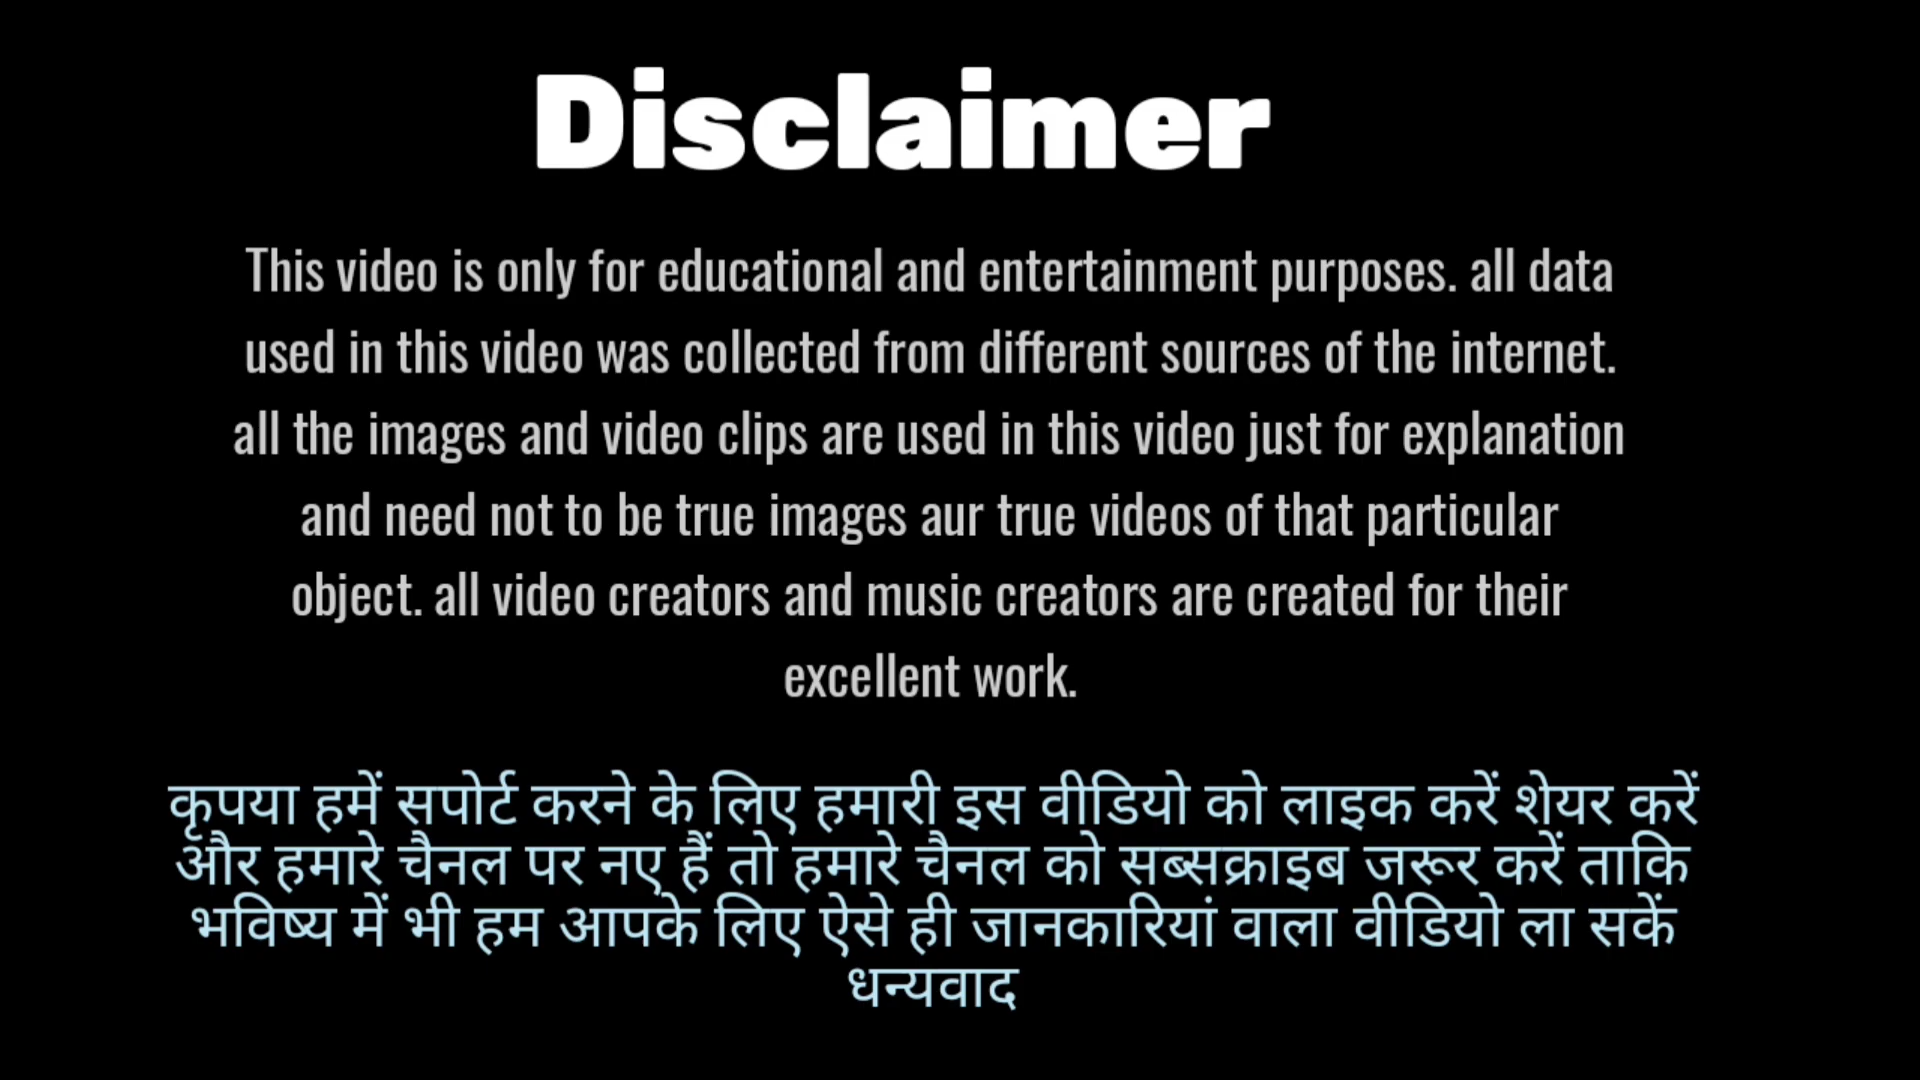 Disclaimer
This video is only for educational and entertainment purposes. all data
used in this video was collected from different sources of the internet.
all the images and video clips are used in this video just for explanation
and need not to be true images aur true videos of that particular
object. all video creators and music creators are created for their
excellent work.
कृपया हमें सपोर्ट करने के लिए हमारी इस वीडियो को लाइक करें शेयर करें
और हमारे चैनल पर नए हैं तो हमारे चैनल को सब्सक्राइब जरूर करें ताकि
भविष्य में भी हम आपके लिए ऐसे ही जानकारियां वाला वीडियो ला सकें
धन्यवाद